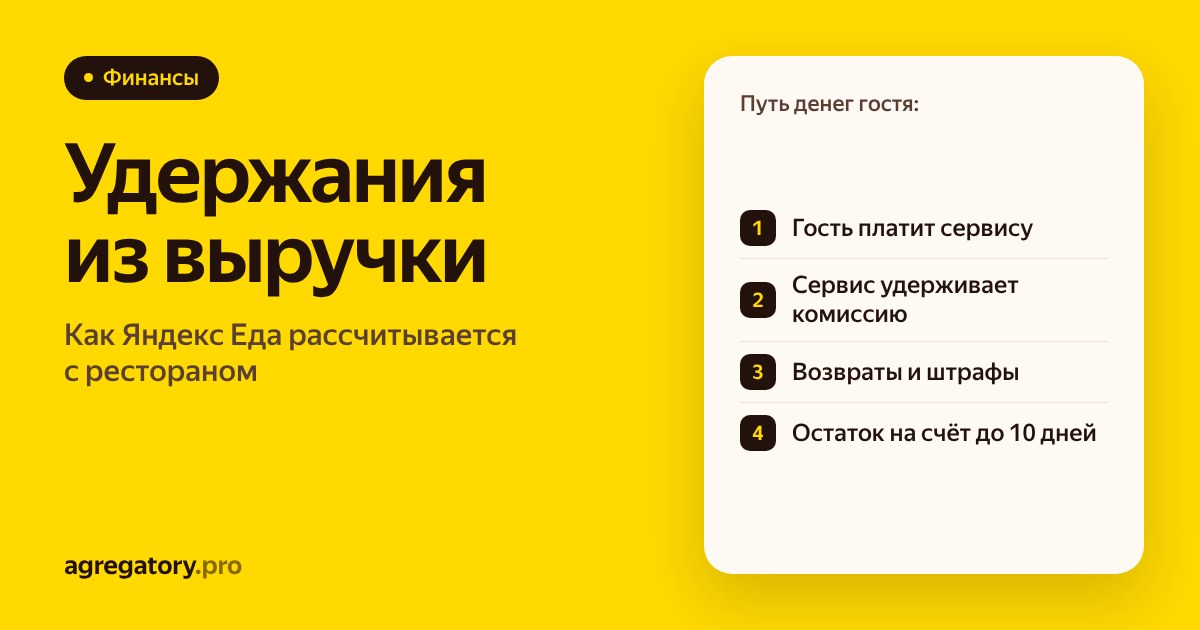 Финансы
Удержания
из выручки
Как Яндекс Еда рассчитывается
с рестораном
agregatory.pro
Путь денег гостя:
1 Гость платит сервису
2 Сервис удерживает
комиссию
3 Возвраты и штрафы
4 Остаток на счёт до 10 дней